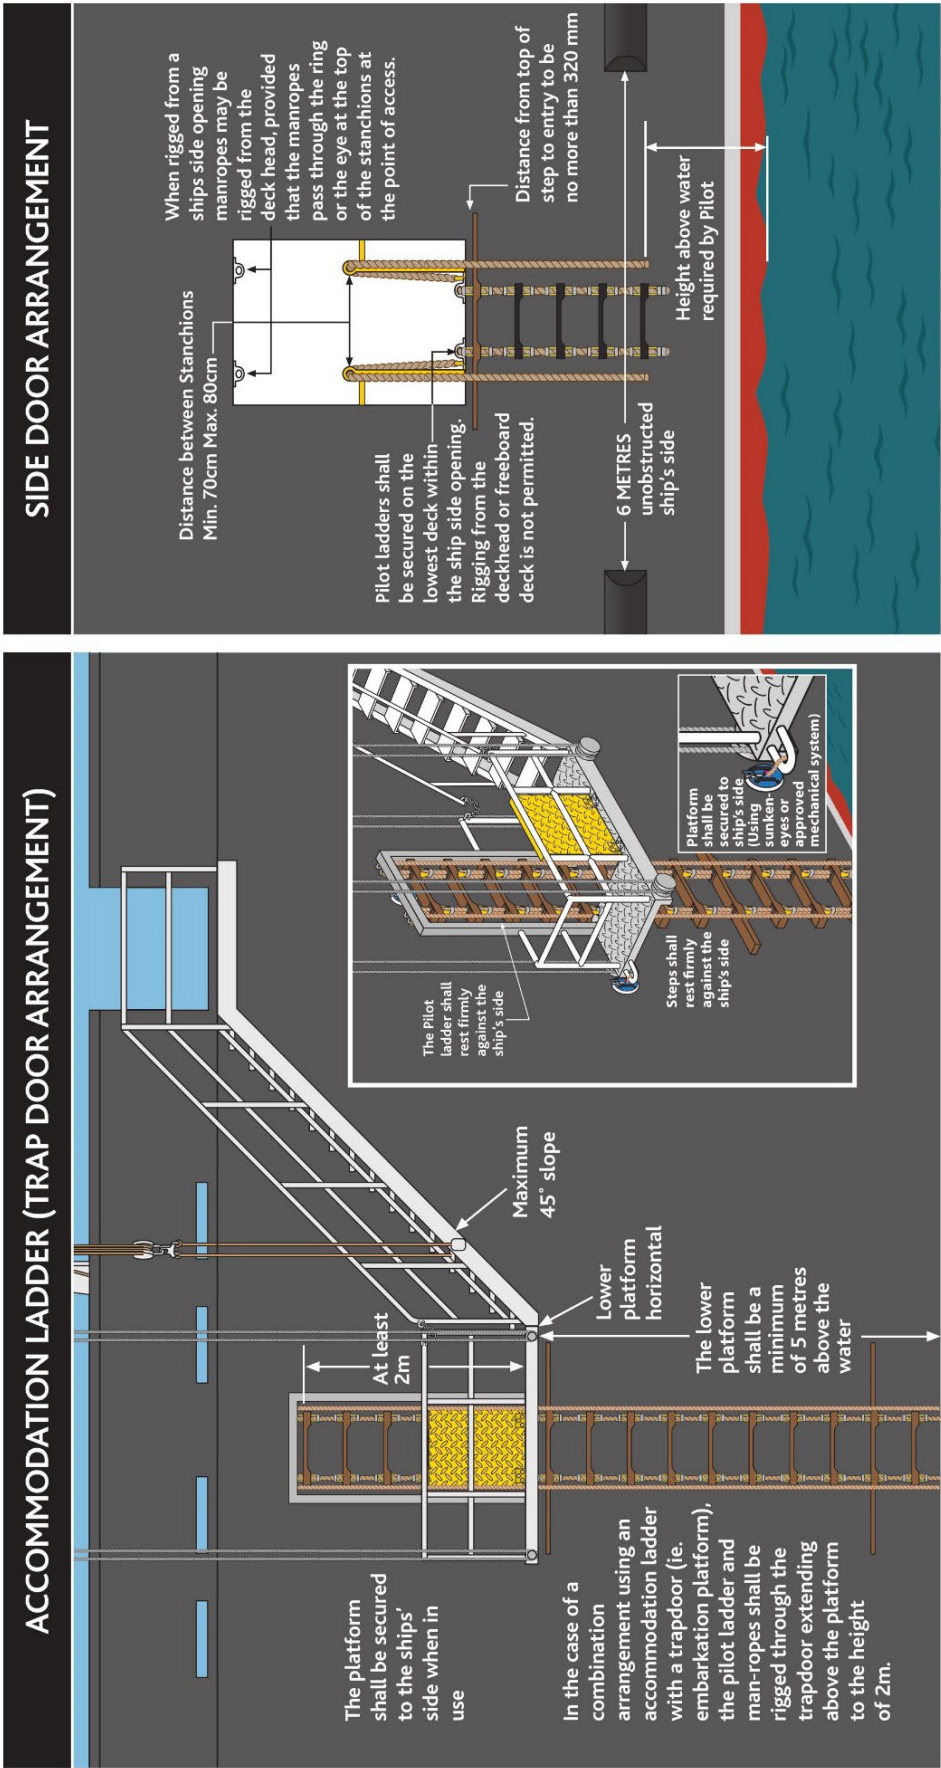 ACCOMMODATION LADDER (TRAP DOOR ARRANGEMENT)
The platform
shall be secured
to the ships'
side when in
use
At least
2m
Maximum
45° slope
Lower
platform
horizontal
The lower
platform
shall be a
minimum
of 5 metres
above the
water
In the case of a
combination
arrangement using an
accommodation ladder
with a trapdoor (ie.
embarkation platform),
the pilot ladder and
man-ropes shall be
rigged through the
trapdoor extending
above the platform
to the height
of 2m.
The Pilot
ladder shall
rest firmly
against the
ship's side
Steps shall
rest firmly
against the
ship's side
Platform
shall be
secured to
ship's side
(Using
sunken-
eyes or
approved
mechanical system)
SIDE DOOR ARRANGEMENT
Distance between Stanchions
Min. 70cm Max. 80cm
When rigged from a
ships side opening
manropes may be
rigged from the
deck head, provided
that the manropes
pass through the ring
or the eye at the top
of the stanchions at
the point of access.
Pilot ladders shall
be secured on the
lowest deck within
the ship side opening.
Rigging from the
deckhead or freeboard
deck is not permitted.
Distance from top of
step to entry to be
no more than 320 mm
6 METRES
unobstructed
ship's side
Height above water
required by Pilot